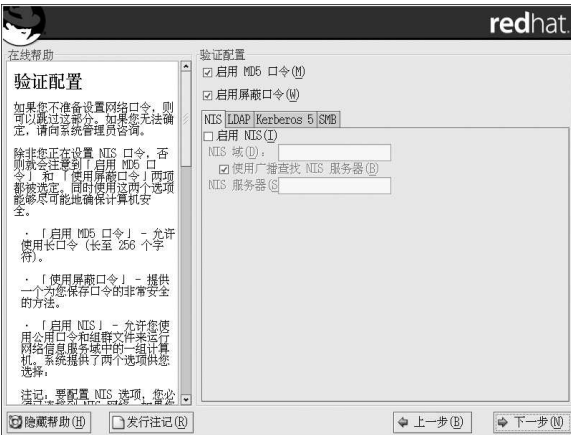 redhat.
在线帮助
验证配置
如果您不准备设置网络口令，则
可以跳过这部分。如果您无法确
定，请向系统管理员咨询。
除非您正在设置 NIS 口令，否
则就会注意到「启用 MD5 口
令」 和 「使用屏蔽口令」两项
都被选定。同时使用这两个选项
能够尽可能地确保计算机安
全。
· 「启用 MD5 口令」 - 允许
使用长口令 (长至 256 个字
符)。
· 「使用屏蔽口令」 - 提供
一个为您保存口令的非常安全
的方法。
· 「启用 NIS」 - 允许您使
用公用口令和组群文件来运行
网络信息服务域中的一组计算
机。系统提供了两个选项供您
选择：
注记：要配置 NIS 选项，您必
验证配置
启用 MD5 口令(M)
启用屏蔽口令(W)
NIS LDAP Kerberos 5 SMB
启用 NIS(I)
NIS 域(D)：
使用广播查找 NIS 服务器(B)
NIS 服务器(S
隐藏帮助(H)
发行注记(R)
上一步(B)
下一步(N)